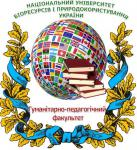 НАЦІОНАЛЬНИЙ УНІВЕРСИТЕТ
БІОРЕСУРСІВ І ПРИРОДОКОРИСТУВАННЯ
УКРАЇНИ
Гуманітарно-педагогічний
факультет